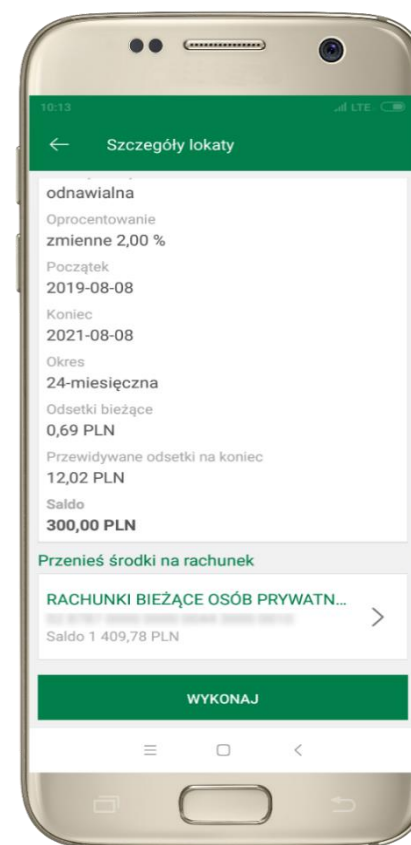 10:13
LTE
Szczegóły lokaty
odnawialna
Oprocentowanie
zmienne 2,00 %
Początek
2019-08-08
Koniec
2021-08-08
Okres
24-miesięczna
Odsetki bieżące
0,69 PLN
Przewidywane odsetki na koniec
12,02 PLN
Saldo
300,00 PLN
Przenieś środki na rachunek
RACHUNKI BIEŻĄCE OSÓB PRYWATN...
Saldo 1 409,78 PLN
WYKONAJ